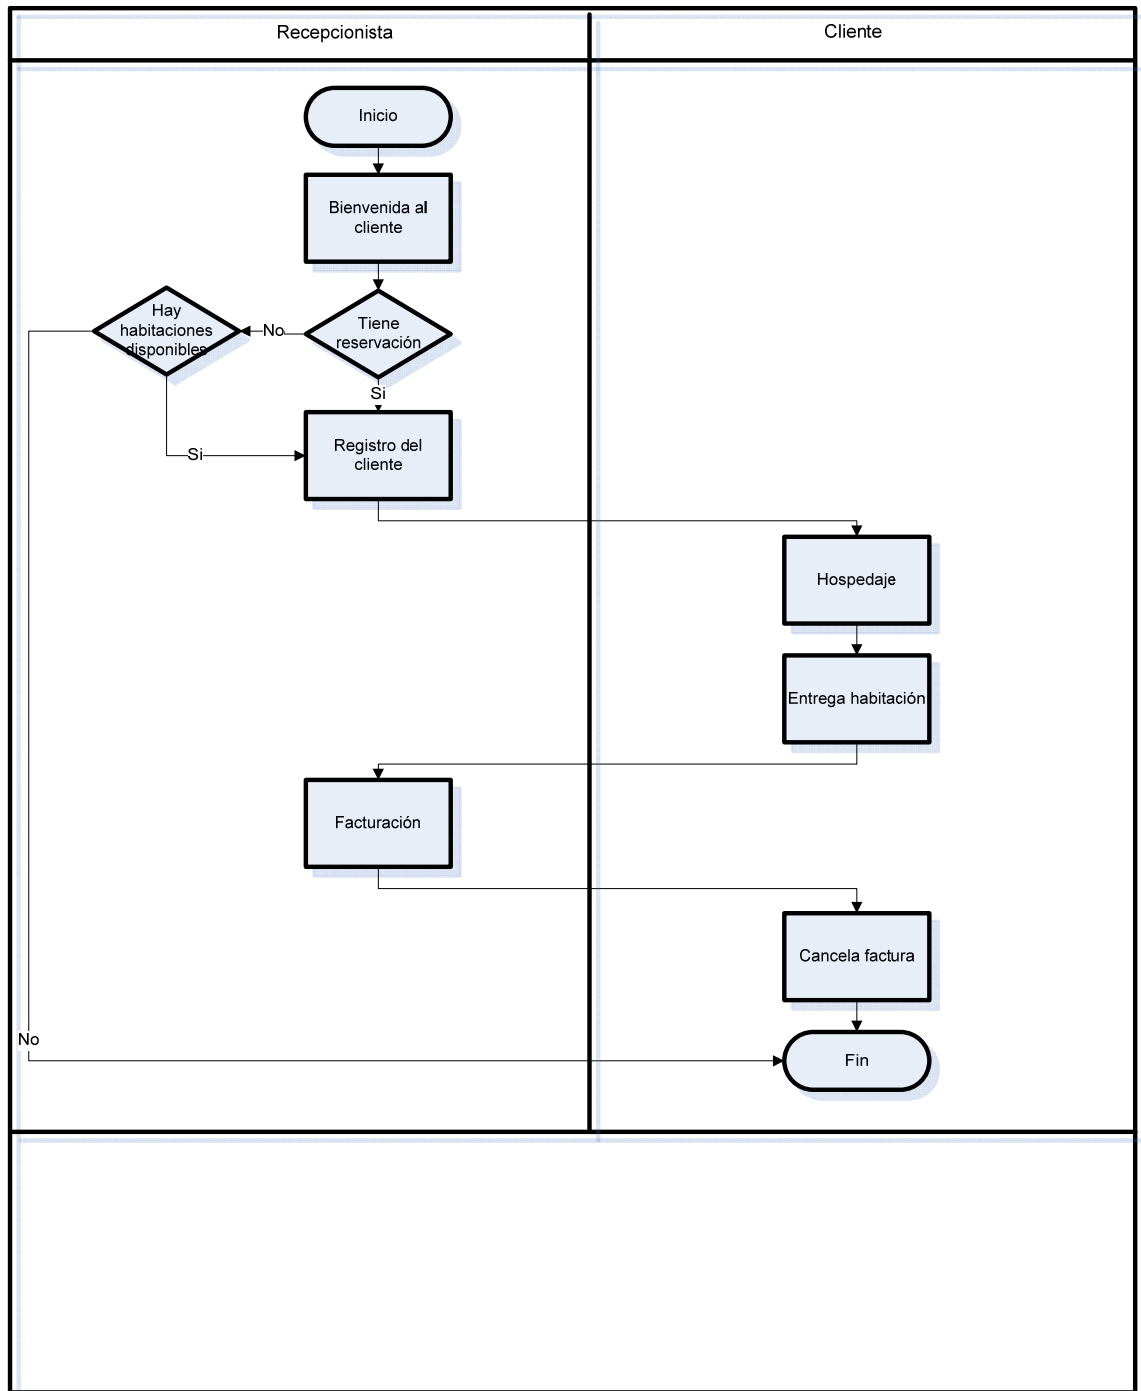 Recepcionista
Cliente
Inicio
Bienvenida al
cliente
Hay
habitaciones
disponibles
No
Tiene
reservación
Si
Registro del
cliente
Si
Hospedaje
Entrega habitación
Facturación
Cancela factura
No
Fin